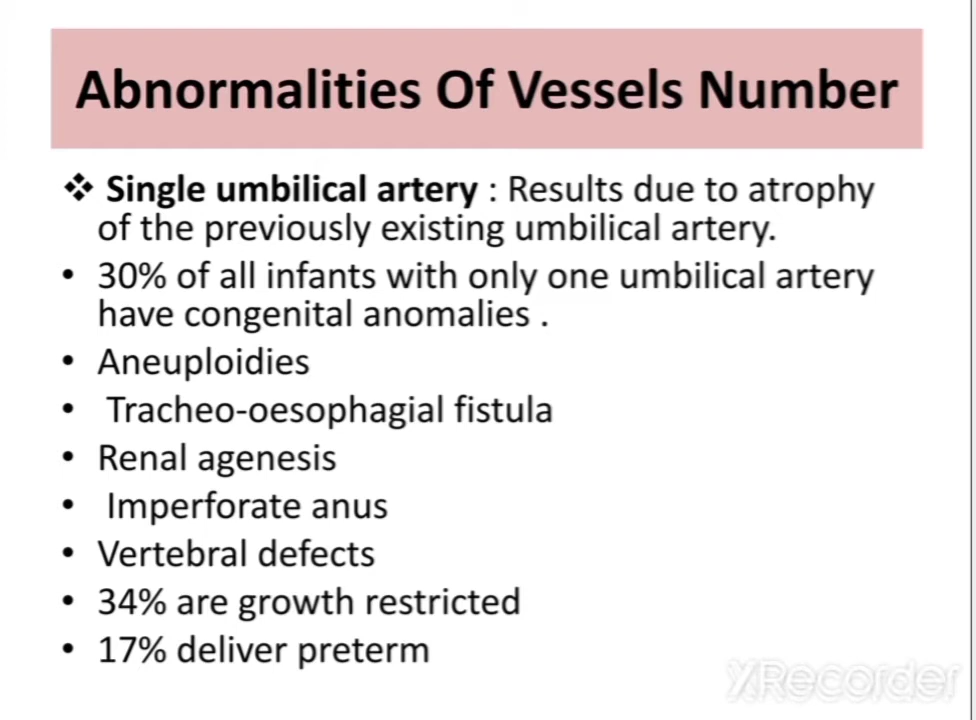 Abnormalities Of Vessels Number
❖ Single umbilical artery : Results due to atrophy
of the previously existing umbilical artery.
• 30% of all infants with only one umbilical artery
have congenital anomalies .
• Aneuploidies
• Tracheo-oesophagial fistula
• Renal agenesis
• Imperforate anus
• Vertebral defects
• 34% are growth restricted
• 17% deliver preterm
XRecorder